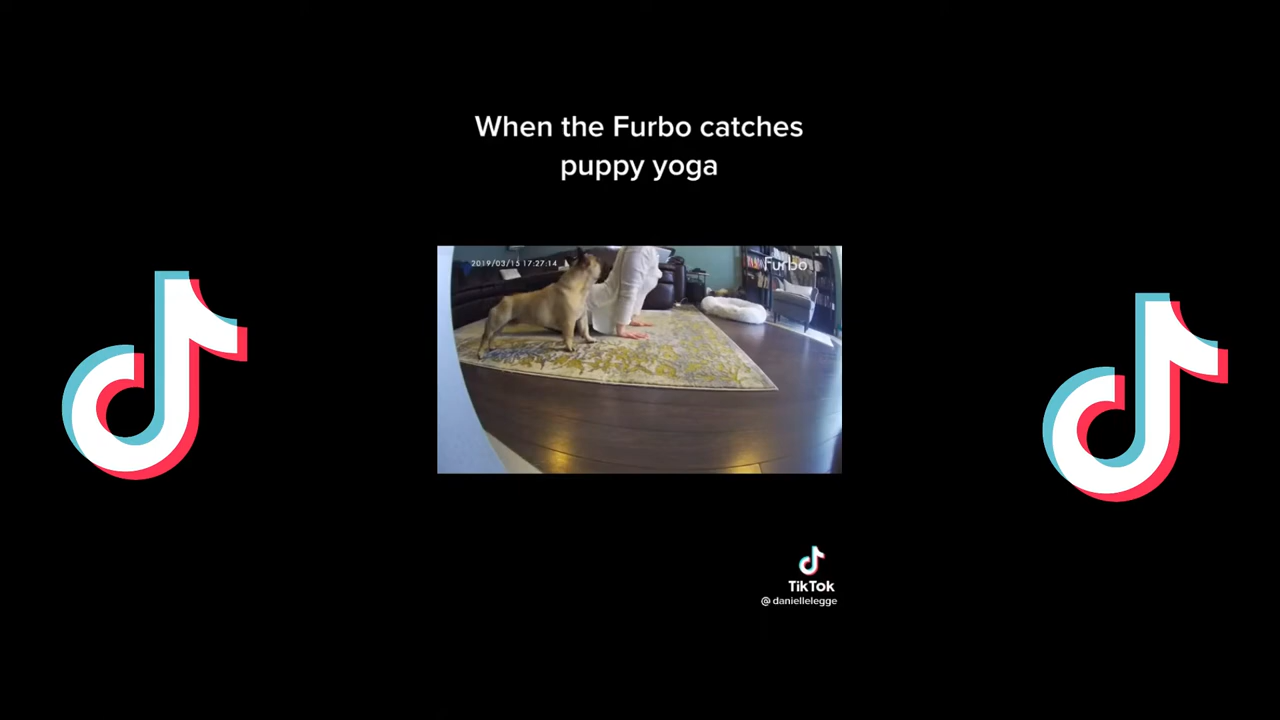 When the Furbo catches
puppy yoga
2019/03/15 17:27:14
Furbo
TikTok
@daniellelegge